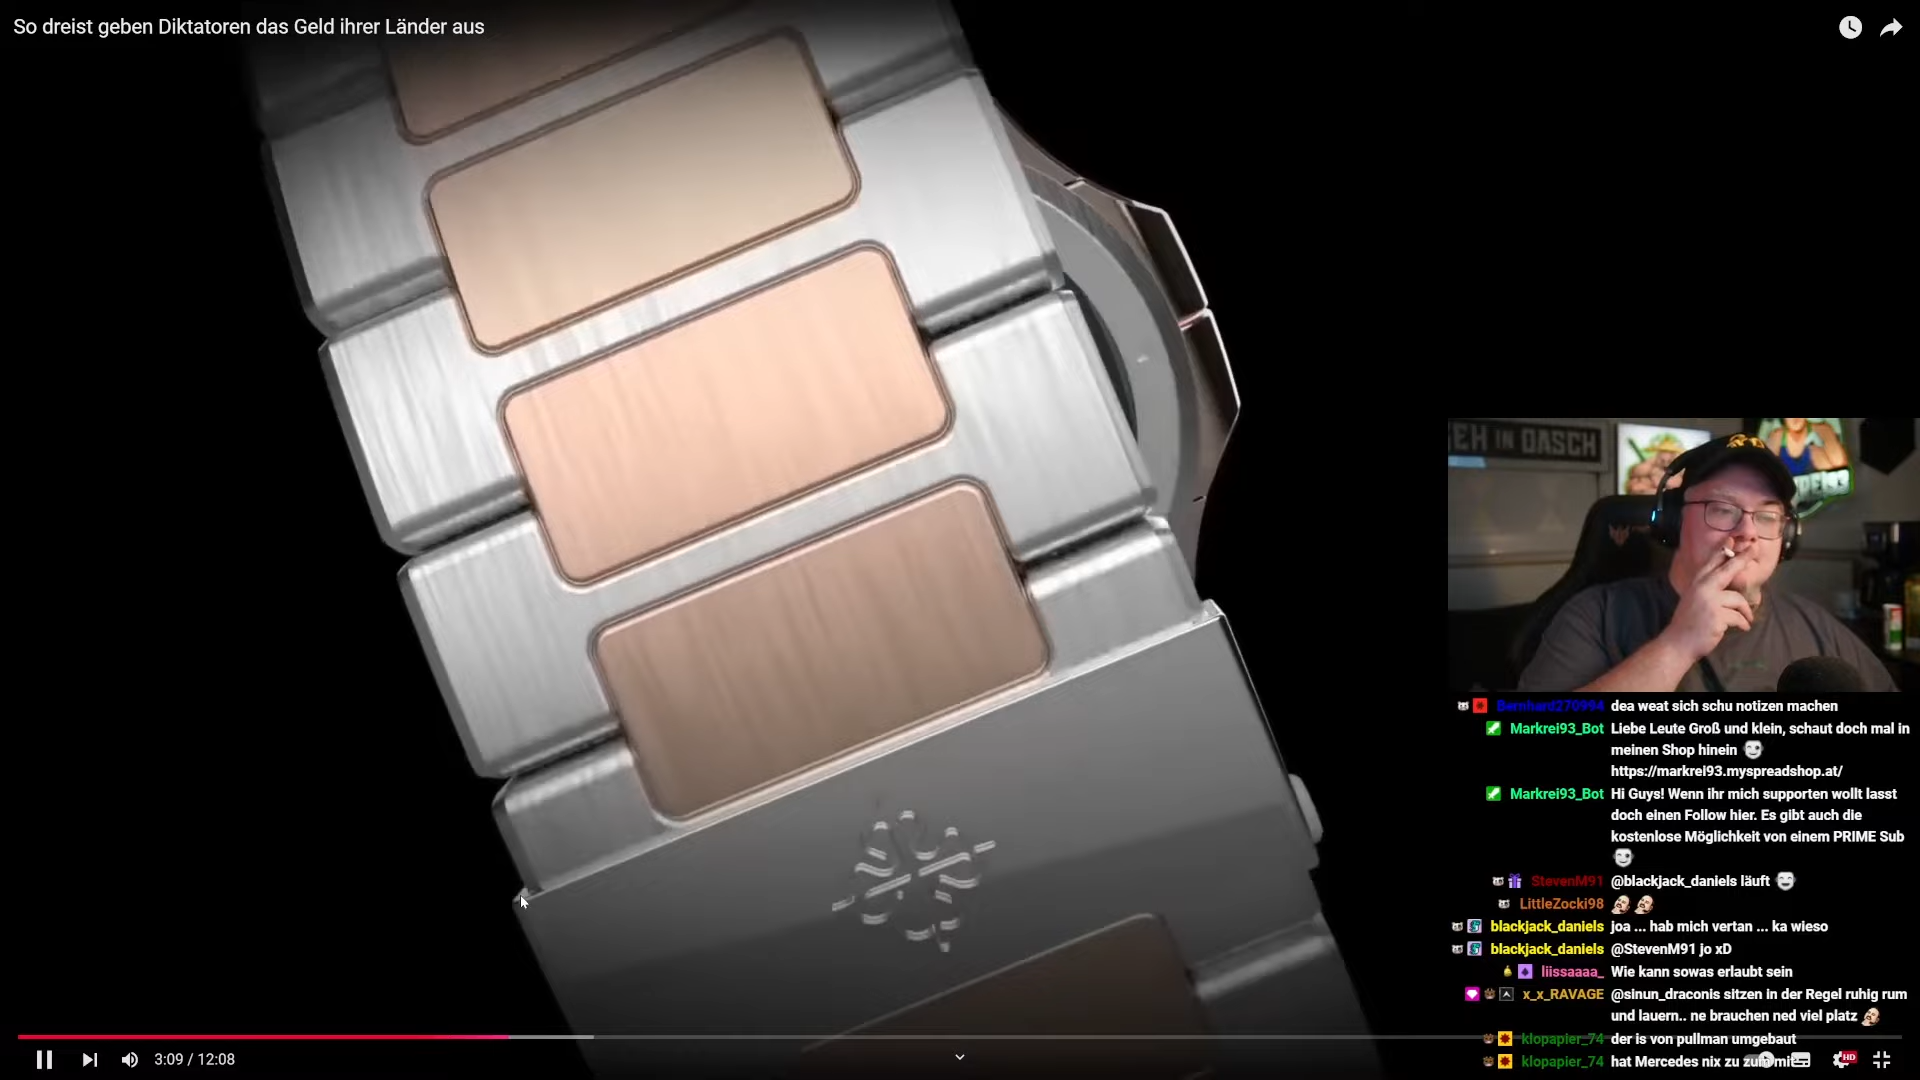 So dreist geben Diktatoren das Geld ihrer Länder aus
EH IN DASCH
Bernhard270994 dea weat sich schu notizen machen
Markrei93_Bot Liebe Leute Groß und klein, schaut doch mal in
meinen Shop hinein
https://markrei93.myspreadshop.at/
Markrei93_Bot Hi Guys! Wenn ihr mich supporten wollt lasst
doch einen Follow hier. Es gibt auch die
kostenlose Möglichkeit von einem PRIME Sub
StevenM91 @blackjack_daniels läuft
LittleZocki98
blackjack_daniels joa ... hab mich vertan ... ka wieso
blackjack_daniels @StevenM91 jo xD
liissaaaa_ Wie kann sowas erlaubt sein
x_x_RAVAGE @sinun_draconis sitzen in der Regel ruhig rum
und lauern.. ne brauchen ned viel platz
klopapier_74 der is von pullman umgebaut
klopapier_74 hat Mercedes nix zu
3:09 / 12:08
HD